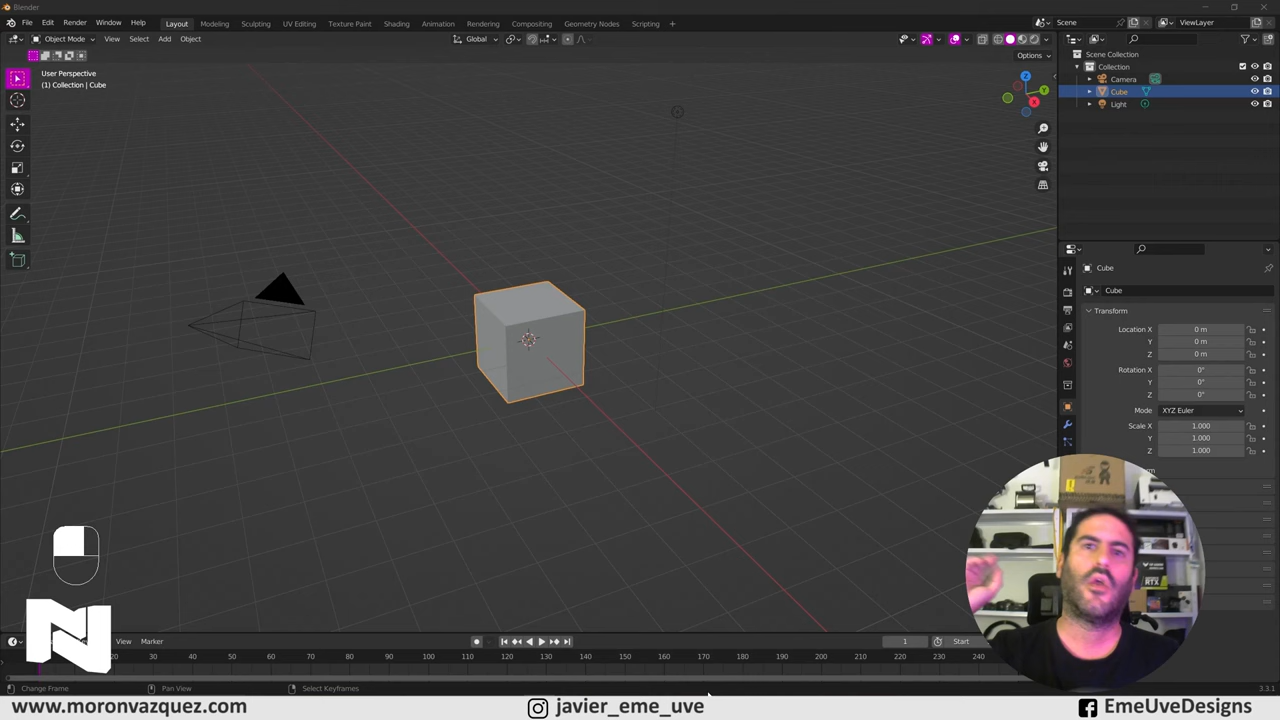 Blender
File Edit Render Window Help Layout Modeling Sculpting UV Editing Texture Paint Shading Animation Rendering Compositing Geometry Nodes Scripting + Scene ViewLayer
Object Mode View Select Add Object Global
Options
User Perspective
(1) Collection | Cube
Z
Y
X
Scene Collection
Collection
Camera
Cube
Light
Cube
Cube
Transform
Location X 0 m
Y 0 m
Z 0 m
Rotation X 0°
Y 0°
Z 0°
Mode XYZ Euler
Scale X 1.000
Y 1.000
Z 1.000
RTX
N
View Marker
1 Start
20 30 40 50 60 70 80 90 100 110 120 130 140 150 160 170 180 190 200 210 220 230 240
Change Frame Pan View Select Keyframes 3.3.1
www.moronvazquez.com javier_eme_uve EmeUveDesigns